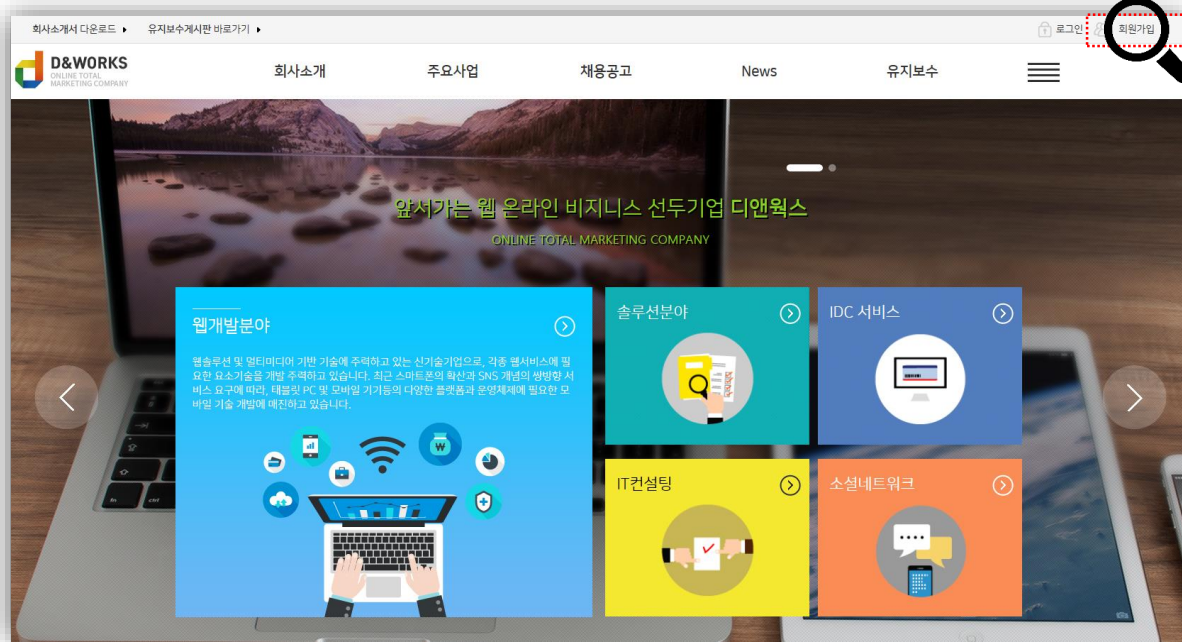 회사소개서 다운로드 ▶ 유지보수게시판 바로가기 ▶
로그인 회원가입
D&WORKS
ONLINE TOTAL
MARKETING COMPANY
회사소개 주요사업 채용공고 News 유지보수
앞서가는 웹 온라인 비지니스 선두기업 디앤웍스
ONLINE TOTAL MARKETING COMPANY
웹개발분야
웹솔루션 및 멀티미디어 기반 기술에 주력하고 있는 신기술기업으로, 각종 웹서비스에 필
요한 요소기술을 개발 주력하고 있습니다. 최근 스마트폰의 확산과 SNS 개념의 쌍방향 서
비스 요구에 따라, 태블릿 PC 및 모바일 기기등의 다양한 플랫폼과 운영체제에 필요한 모
바일 기술 개발에 매진하고 있습니다.
솔루션분야
IDC 서비스
IT컨설팅
소셜네트워크